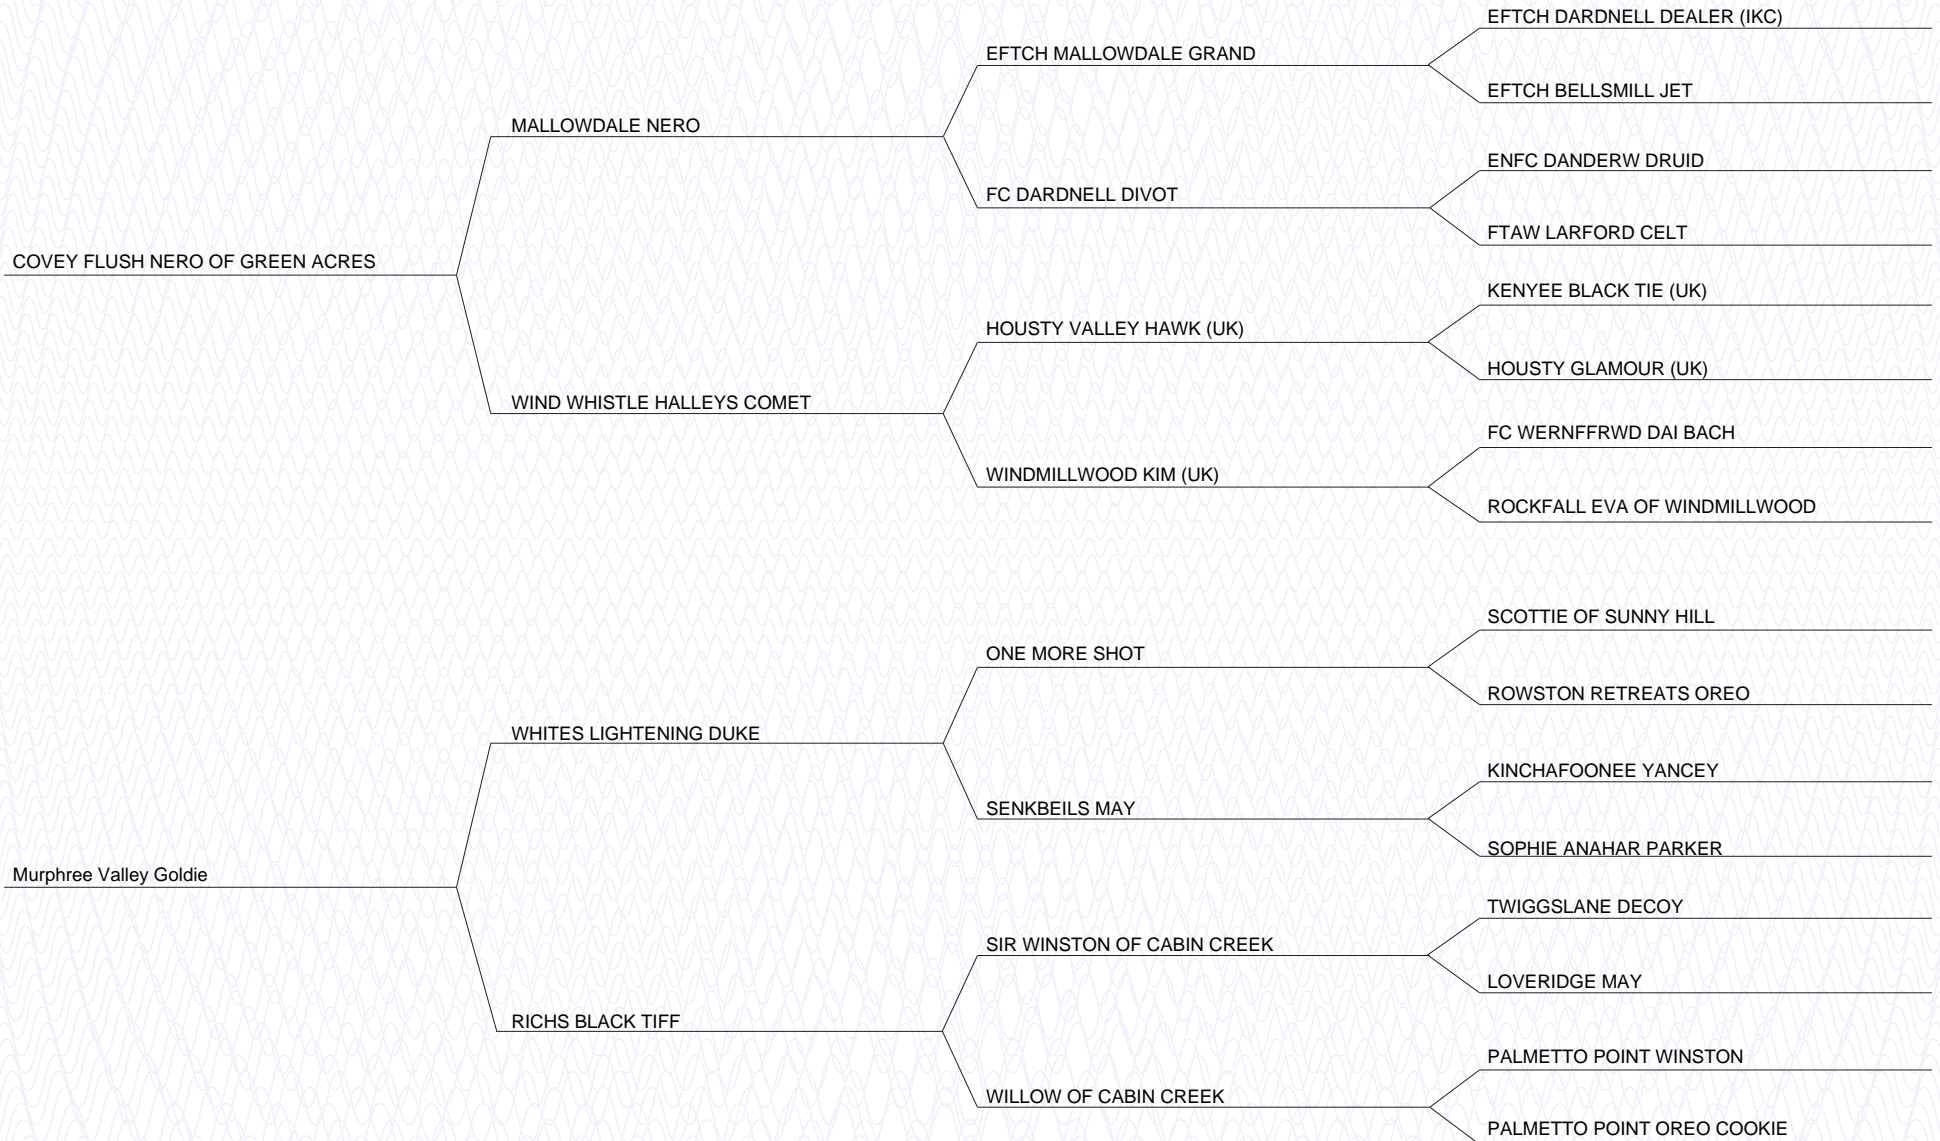 EFTCH DARDNELL DEALER (IKC)
EFTCH MALLOWDALE GRAND
EFTCH BELLSMILL JET
MALLOWDALE NERO
ENFC DANDERW DRUID
FC DARDNELL DIVOT
FTAW LARFORD CELT
COVEY FLUSH NERO OF GREEN ACRES
KENYEE BLACK TIE (UK)
HOUSTY VALLEY HAWK (UK)
HOUSTY GLAMOUR (UK)
WIND WHISTLE HALLEYS COMET
FC WERNFFRWD DAI BACH
WINDMILLWOOD KIM (UK)
ROCKFALL EVA OF WINDMILLWOOD
SCOTTIE OF SUNNY HILL
ONE MORE SHOT
ROWSTON RETREATS OREO
WHITES LIGHTENING DUKE
KINCHAFOONEE YANCEY
SENKBEILS MAY
SOPHIE ANAHAR PARKER
Murphree Valley Goldie
TWIGGSLANE DECOY
SIR WINSTON OF CABIN CREEK
LOVERIDGE MAY
RICHS BLACK TIFF
PALMETTO POINT WINSTON
WILLOW OF CABIN CREEK
PALMETTO POINT OREO COOKIE